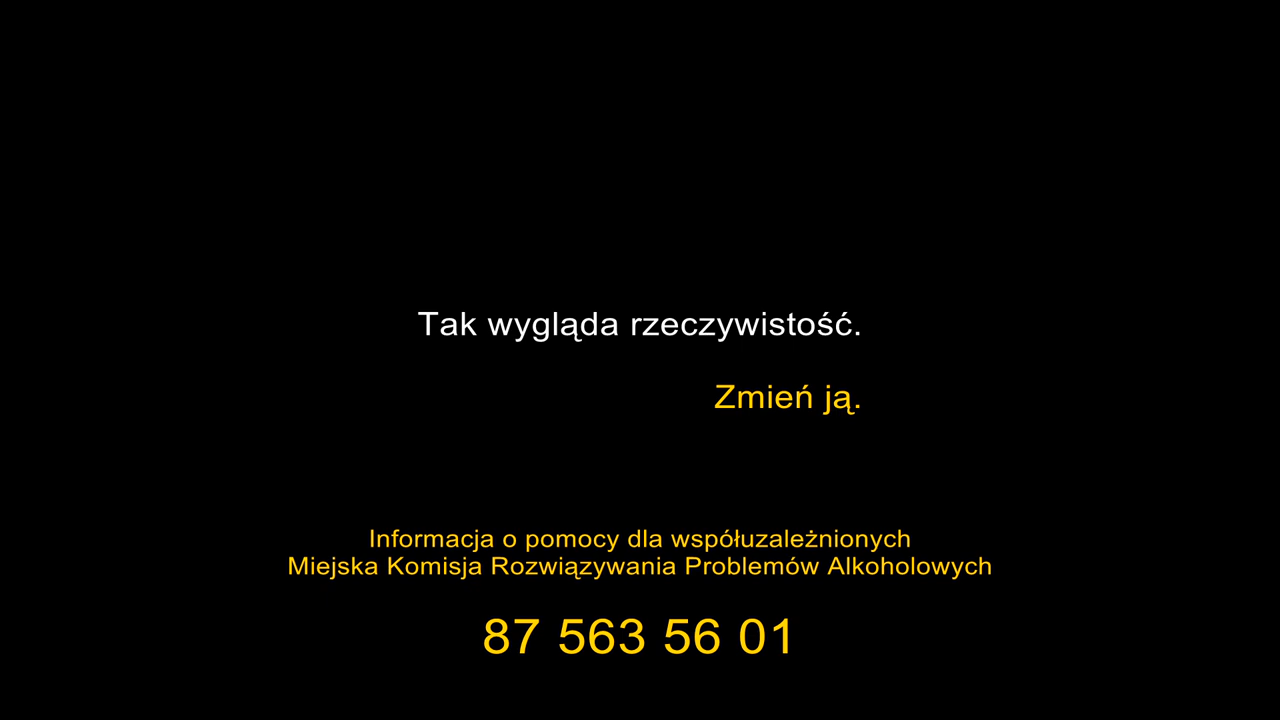 Tak wygląda rzeczywistość.
Zmień ją.
Informacja o pomocy dla współuzależnionych
Miejska Komisja Rozwiązywania Problemów Alkoholowych
87 563 56 01